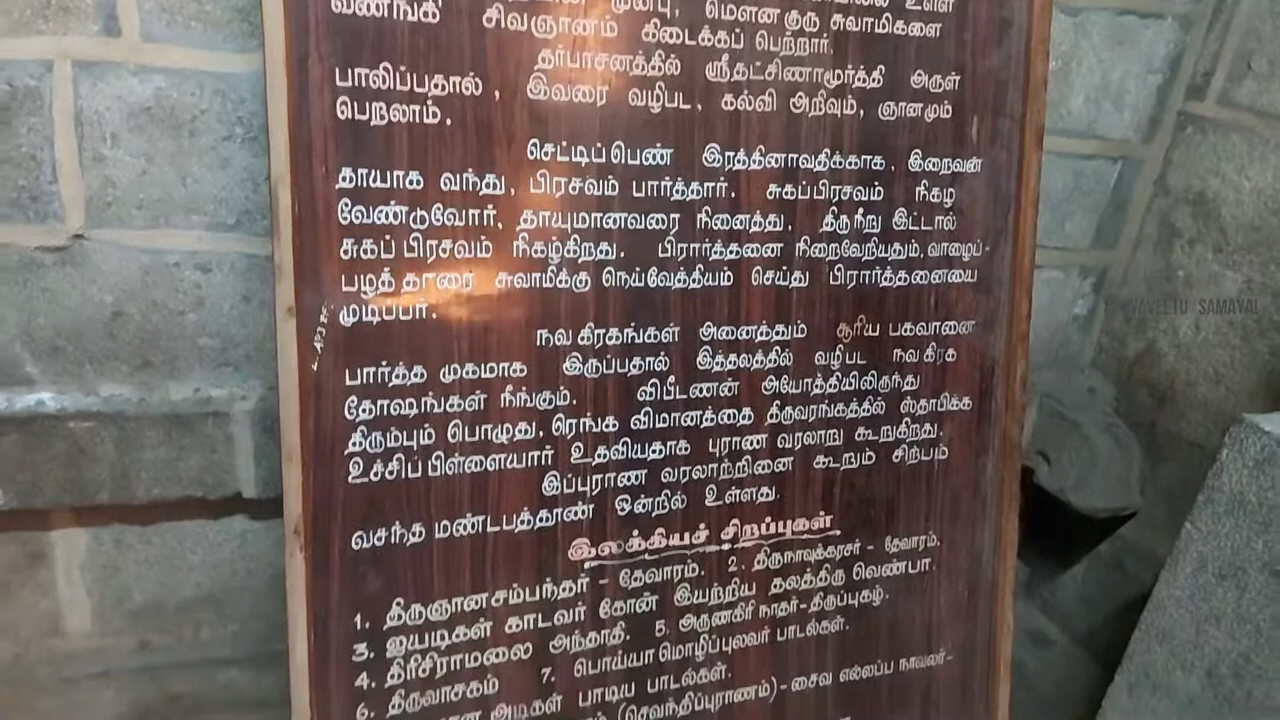 முன்பு, மௌனகுரு சுவாமிகளை
வணங்கி சிவஞானம் கிடைக்கப் பெற்றார்.
தர்பாசனத்தில் ஸ்ரீதட்சிணாமூர்த்தி அருள்
பாலிப்பதால், இவரை வழிபட, கல்வி அறிவும், ஞானமும்
பெறலாம்.
செட்டிப்பெண் இரத்தினாவதிக்காக, இறைவன்
தாயாக வந்து, பிரசவம் பார்த்தார். சுகப்பிரசவம் நிகழ
வேண்டுவோர், தாயுமானவரை நினைத்து, திருநீறு இட்டால்
சுகப் பிரசவம் நிகழ்கிறது. பிரார்த்தனை நிறைவேறியதும், வாழைப்-
பழத் தாரை சுவாமிக்கு நெய்வேத்தியம் செய்து பிரார்த்தனையை
முடிப்பர்.
நவ கிரகங்கள் அனைத்தும் சூரிய பகவானை
பார்த்த முகமாக இருப்பதால் இத்தலத்தில் வழிபட நவ கிரக
தோஷங்கள் நீங்கும். விபீடணன் அயோத்தியிலிருந்து
திரும்பும் பொழுது, ரெங்க விமானத்தை திருவரங்கத்தில் ஸ்தாபிக்க
உச்சிப் பிள்ளையார் உதவியதாக புராண வரலாறு கூறுகிறது.
இப்புராண வரலாற்றினை கூறும் சிற்பம்
வசந்த மண்டபத்தூண் ஒன்றில் உள்ளது.
இலக்கியச் சிறப்புகள்
1. திருஞானசம்பந்தர் - தேவாரம். 2. திருநாவுக்கரசர் - தேவாரம்.
3. ஐயடிகள் காடவர் கோன் இயற்றிய தலத்திரு வெண்பா.
4. திரிசிராமலை அந்தாதி. 5. அருணகிரி நாதர் - திருப்புகழ்.
6. திருவாசகம் 7. பொய்யா மொழிப்புலவர் பாடல்கள்.
அடிகள் பாடிய பாடல்கள்.
(செவந்திப்புராணம்) - சைவ எல்லப்ப நாவலர்-
SAMAYAL